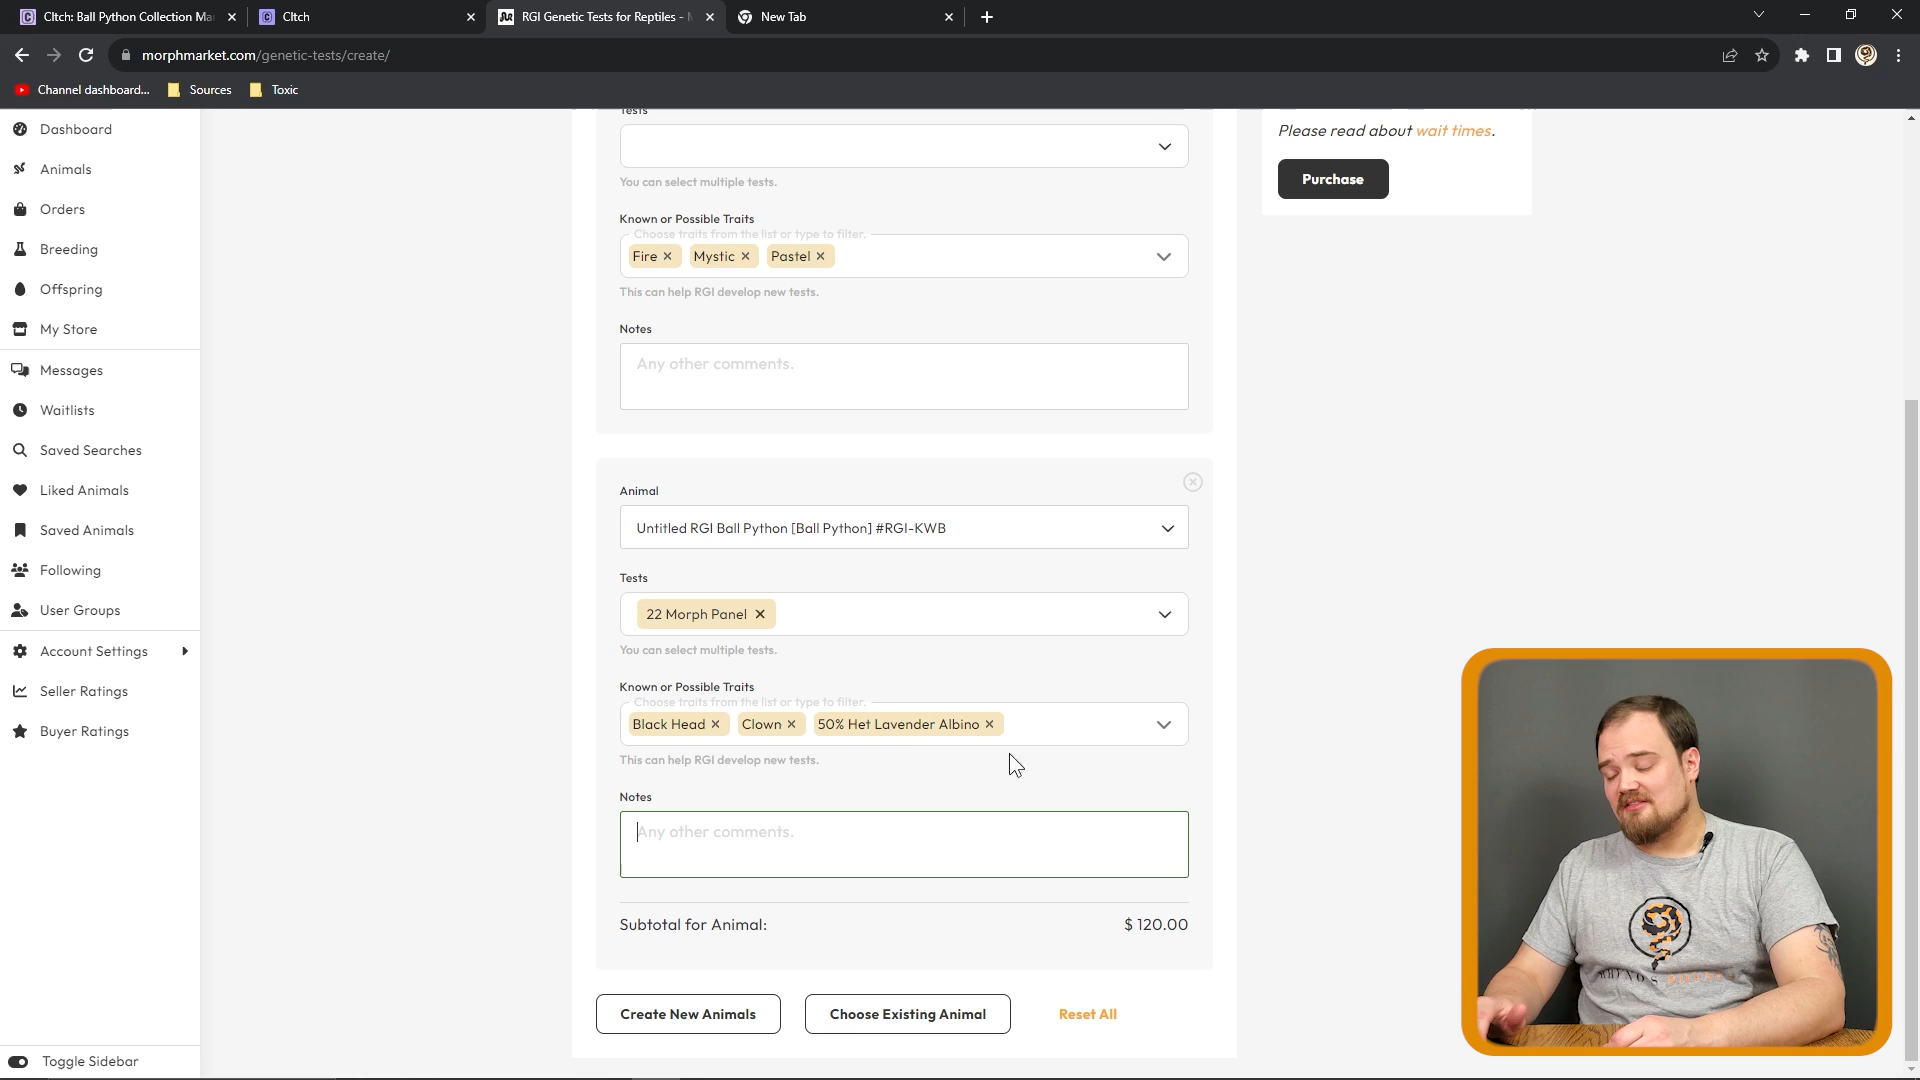 Cltch: Ball Python Collection Ma
Cltch
RGI Genetic Tests for Reptiles -
New Tab
morphmarket.com/genetic-tests/create/
Channel dashboard...
Sources
Toxic
Dashboard
Animals
Orders
Breeding
Offspring
My Store
Messages
Waitlists
Saved Searches
Liked Animals
Saved Animals
Following
User Groups
Account Settings
Seller Ratings
Buyer Ratings
Toggle Sidebar
Tests
You can select multiple tests.
Known or Possible Traits
Choose traits from the list or type to filter.
Fire × Mystic × Pastel ×
This can help RGI develop new tests.
Notes
Any other comments.
Animal
Untitled RGI Ball Python [Ball Python] #RGI-KWB
Tests
22 Morph Panel ×
You can select multiple tests.
Known or Possible Traits
Choose traits from the list or type to filter.
Black Head × Clown × 50% Het Lavender Albino ×
This can help RGI develop new tests.
Notes
Any other comments.
Subtotal for Animal: $ 120.00
Create New Animals
Choose Existing Animal
Reset All
Please read about wait times.
Purchase